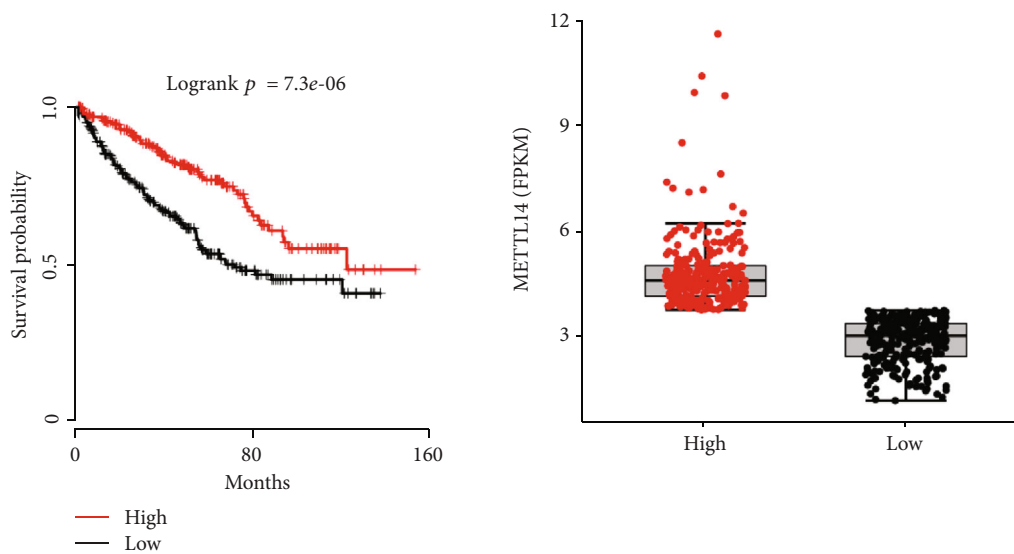 Logrank p = 7.3e-06
Survival probability
1.0
0.5
0
0
80
160
Months
High
Low
METTL14 (FPKM)
12
9
6
3
High
Low